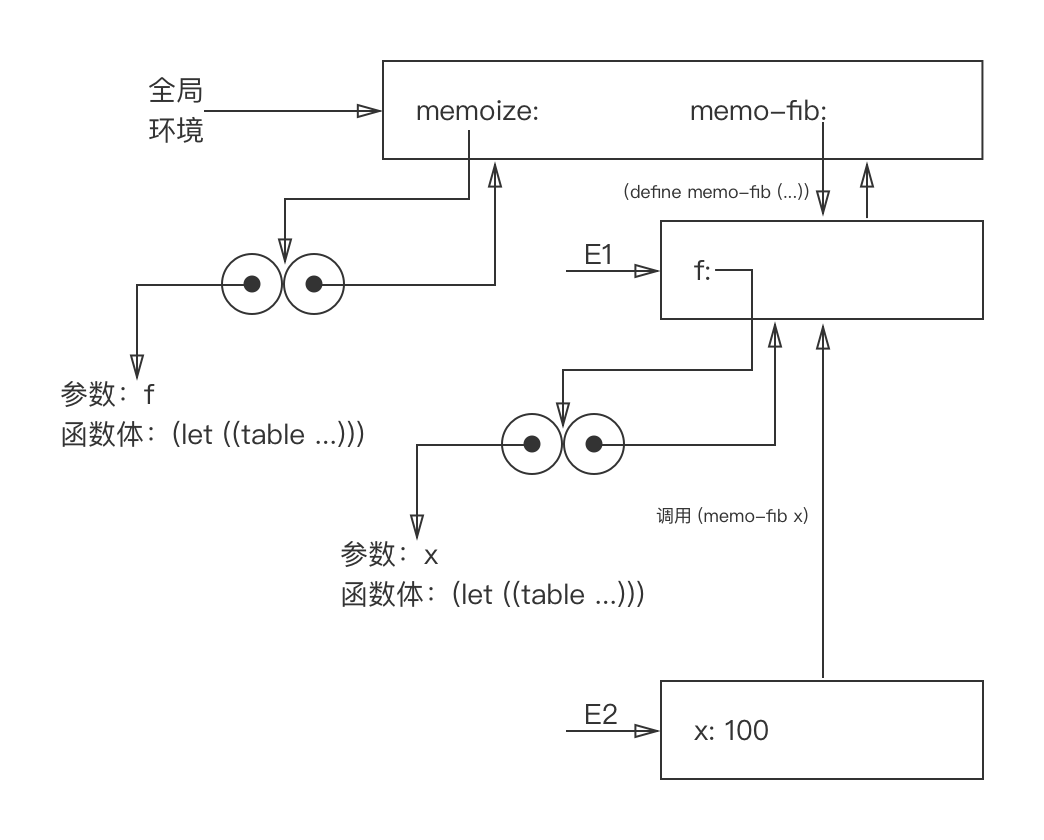 全局
环境
memoize:
memo-fib:
(define memo-fib (...))
E1
f:
参数：f
函数体：(let ((table ...)))
参数：x
函数体：(let ((table ...)))
调用 (memo-fib x)
E2
x: 100